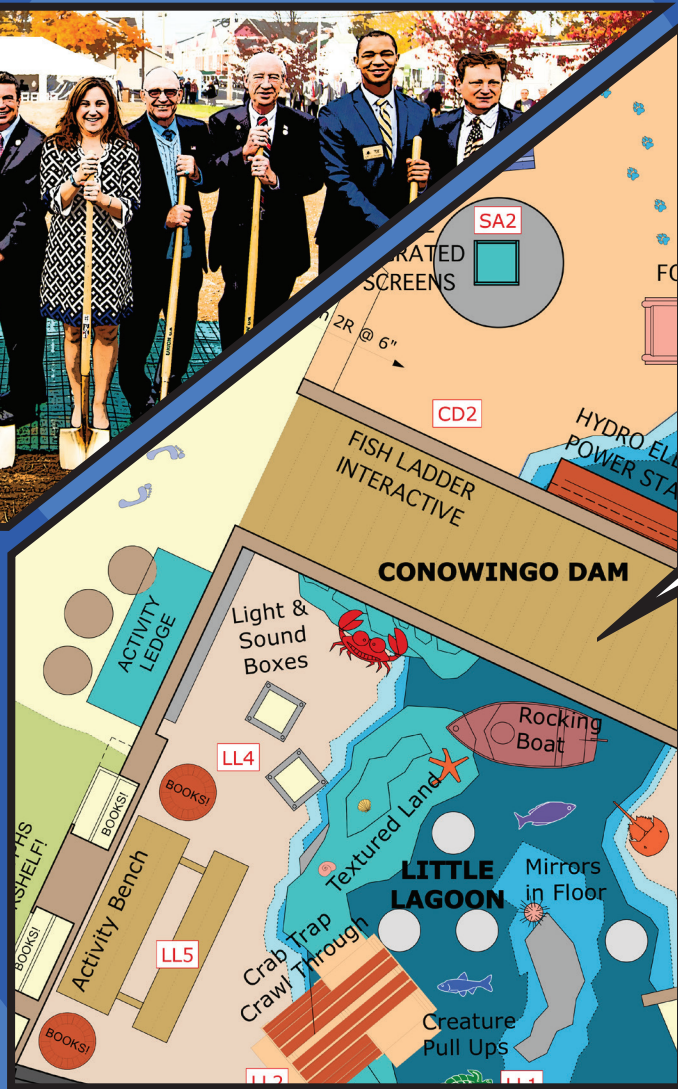 SA2
SCREENS
2R @ 6"
CD2
HYDRO
POWER
FISH LADDER
INTERACTIVE
CONOWINGO DAM
ACTIVITY
LEDGE
Light &
Sound
Boxes
Rocking
Boat
LL4
BOOKS!
BOOKS!
Textured Land
LITTLE
LAGOON
Mirrors
in Floor
Activity Bench
LL5
BOOKS!
Crab Trap
Crawl Through
BOOKS!
Creature
Pull Ups
LL2
LL1